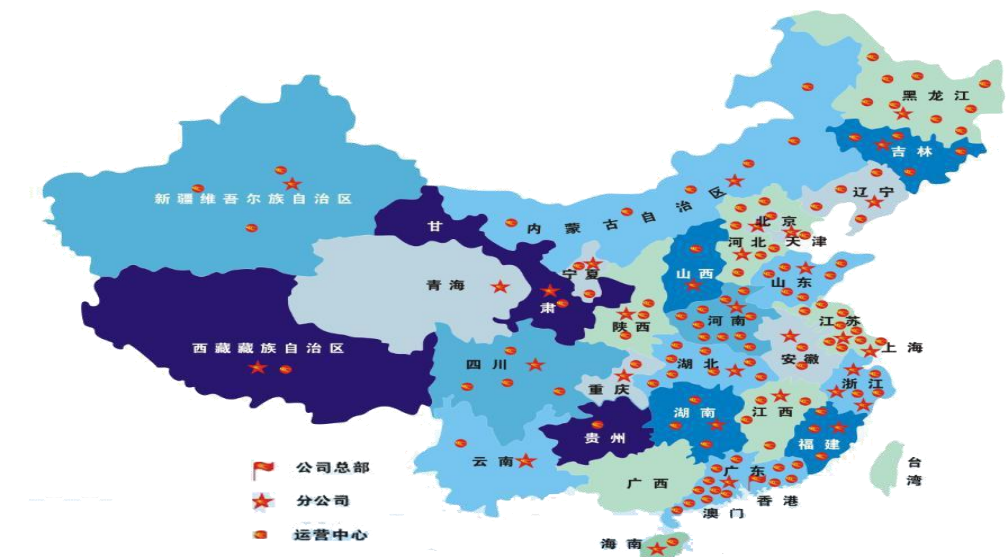 黑龙江
吉林
辽宁
内蒙古自治区
北京
天津
河北
新疆维吾尔族自治区
甘
肃
宁夏
青海
山西
山东
陕西
河南
江苏
上海
安徽
西藏藏族自治区
四川
重庆
湖北
浙江
湖南
江西
贵州
福建
云南
广西
广东
台
湾
香港
澳门
海南
公司总部
分公司
运营中心